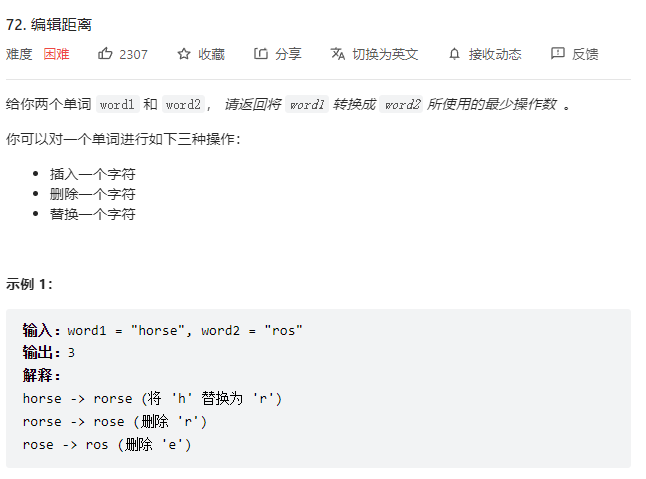 72. 编辑距离
难度 困难 2307 收藏 分享 切换为英文 接收动态 反馈
给你两个单词 word1 和 word2， 请返回将 word1 转换成 word2 所使用的最少操作数 。
你可以对一个单词进行如下三种操作：
插入一个字符
删除一个字符
替换一个字符
示例 1：
输入：word1 = "horse", word2 = "ros"
输出：3
解释：
horse -> rorse (将 'h' 替换为 'r')
rorse -> rose (删除 'r')
rose -> ros (删除 'e')